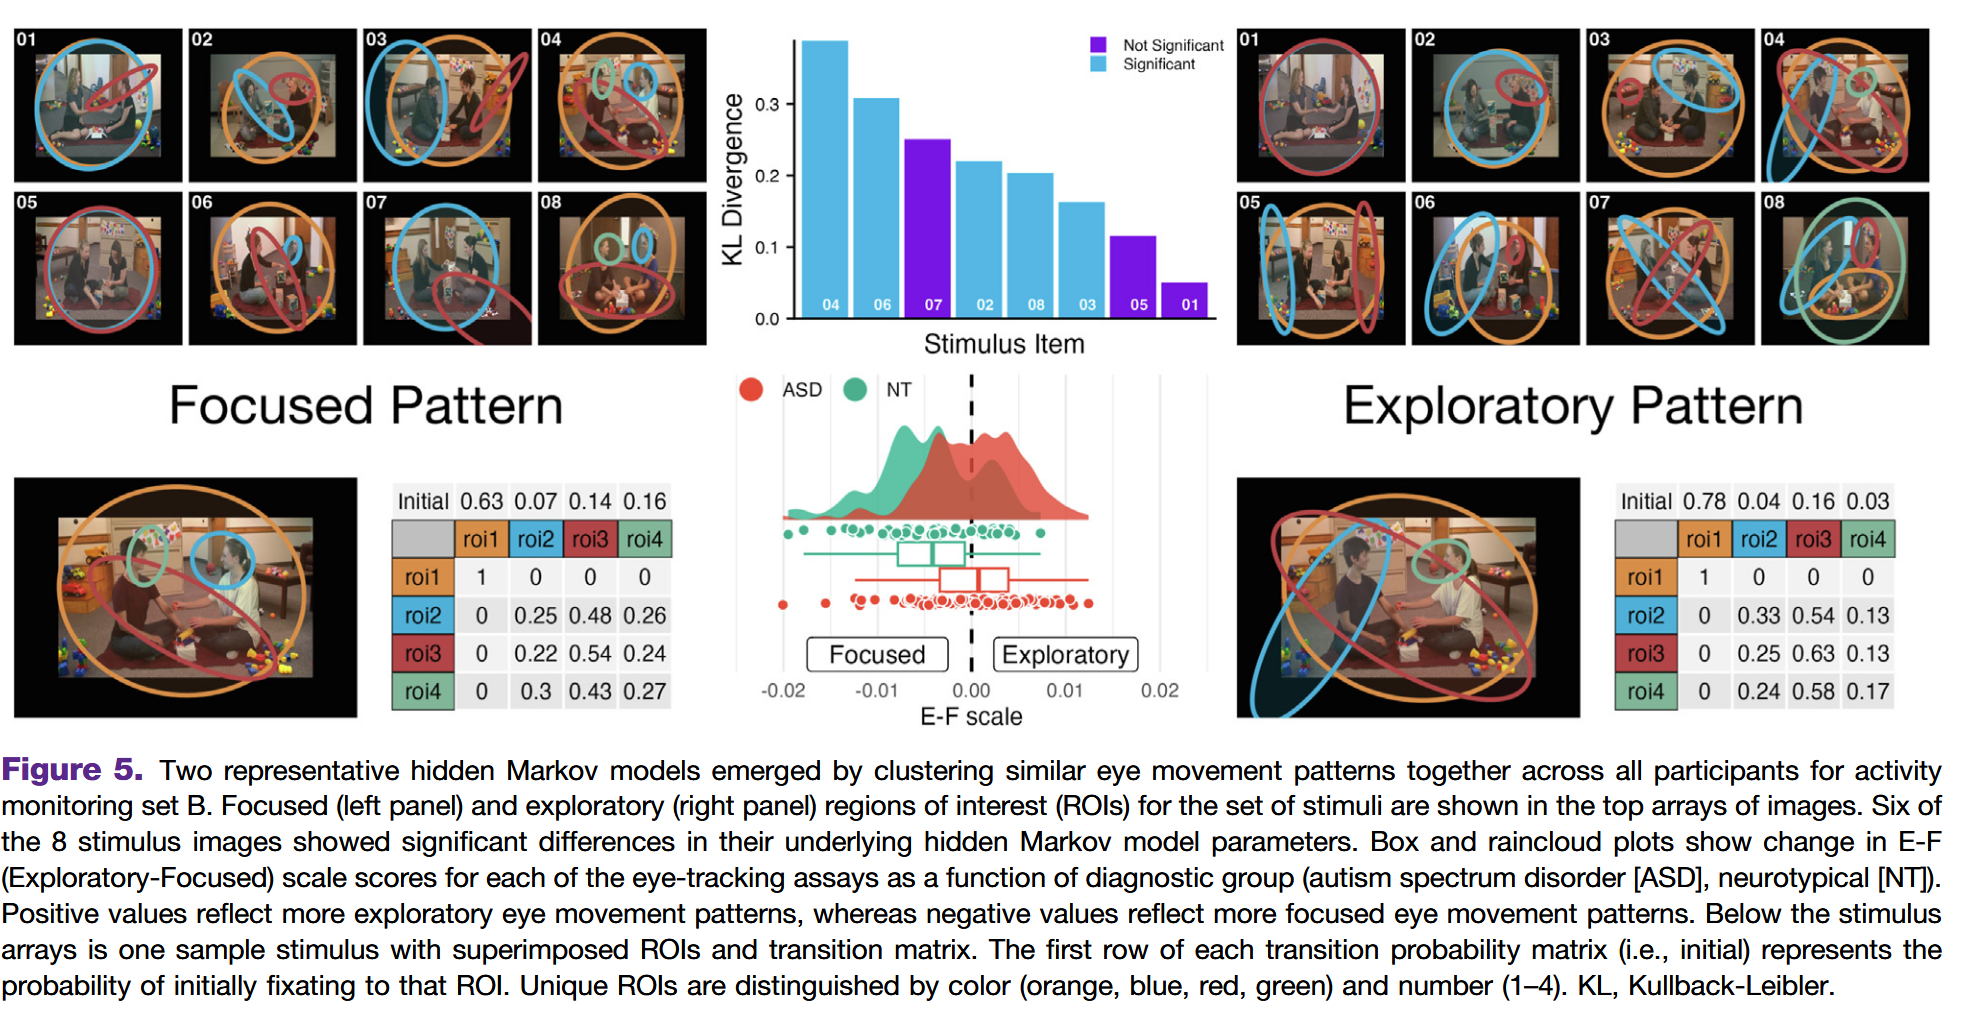 01 02 03 04
05 06 07 08
Focused Pattern
Initial 0.63 0.07 0.14 0.16
roi1 roi2 roi3 roi4
roi1 1 0 0 0
roi2 0 0.25 0.48 0.26
roi3 0 0.22 0.54 0.24
roi4 0 0.3 0.43 0.27
KL Divergence
0.3
0.2
0.1
0.0
Not Significant
Significant
04 06 07 02 08 03 05 01
Stimulus Item
ASD NT
Focused Exploratory
-0.02 -0.01 0.00 0.01 0.02
E-F scale
01 02 03 04
05 06 07 08
Exploratory Pattern
Initial 0.78 0.04 0.16 0.03
roi1 roi2 roi3 roi4
roi1 1 0 0 0
roi2 0 0.33 0.54 0.13
roi3 0 0.25 0.63 0.13
roi4 0 0.24 0.58 0.17
Figure 5. Two representative hidden Markov models emerged by clustering similar eye movement patterns together across all participants for activity
monitoring set B. Focused (left panel) and exploratory (right panel) regions of interest (ROIs) for the set of stimuli are shown in the top arrays of images. Six of
the 8 stimulus images showed significant differences in their underlying hidden Markov model parameters. Box and raincloud plots show change in E-F
(Exploratory-Focused) scale scores for each of the eye-tracking assays as a function of diagnostic group (autism spectrum disorder [ASD], neurotypical [NT]).
Positive values reflect more exploratory eye movement patterns, whereas negative values reflect more focused eye movement patterns. Below the stimulus
arrays is one sample stimulus with superimposed ROIs and transition matrix. The first row of each transition probability matrix (i.e., initial) represents the
probability of initially fixating to that ROI. Unique ROIs are distinguished by color (orange, blue, red, green) and number (1–4). KL, Kullback-Leibler.